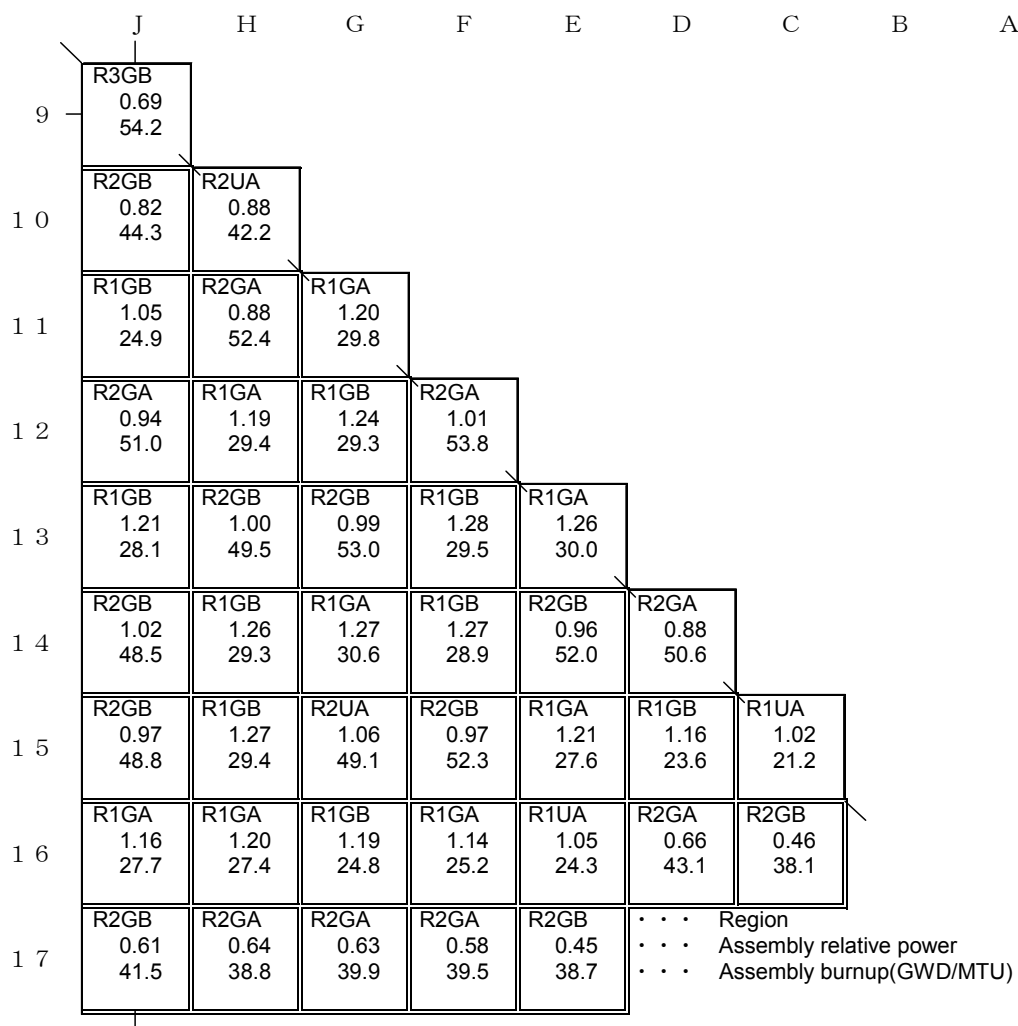 J H G F E D C B A
R3GB
9 0.69
54.2
R2GB R2UA
10 0.82 0.88
44.3 42.2
R1GB R2GA R1GA
11 1.05 0.88 1.20
24.9 52.4 29.8
R2GA R1GA R1GB R2GA
12 0.94 1.19 1.24 1.01
51.0 29.4 29.3 53.8
R1GB R2GB R2GB R1GB R1GA
13 1.21 1.00 0.99 1.28 1.26
28.1 49.5 53.0 29.5 30.0
R2GB R1GB R1GA R1GB R2GB R2GA
14 1.02 1.26 1.27 1.27 0.96 0.88
48.5 29.3 30.6 28.9 52.0 50.6
R2GB R1GB R2UA R2GB R1GA R1GB R1UA
15 0.97 1.27 1.06 0.97 1.21 1.16 1.02
48.8 29.4 49.1 52.3 27.6 23.6 21.2
R1GA R1GA R1GB R1GA R1UA R2GA R2GB
16 1.16 1.20 1.19 1.14 1.05 0.66 0.46
27.7 27.4 24.8 25.2 24.3 43.1 38.1
R2GB R2GA R2GA R2GA R2GB ・・・ Region
17 0.61 0.64 0.63 0.58 0.45 ・・・ Assembly relative power
41.5 38.8 39.9 39.5 38.7 ・・・ Assembly burnup(GWD/MTU)